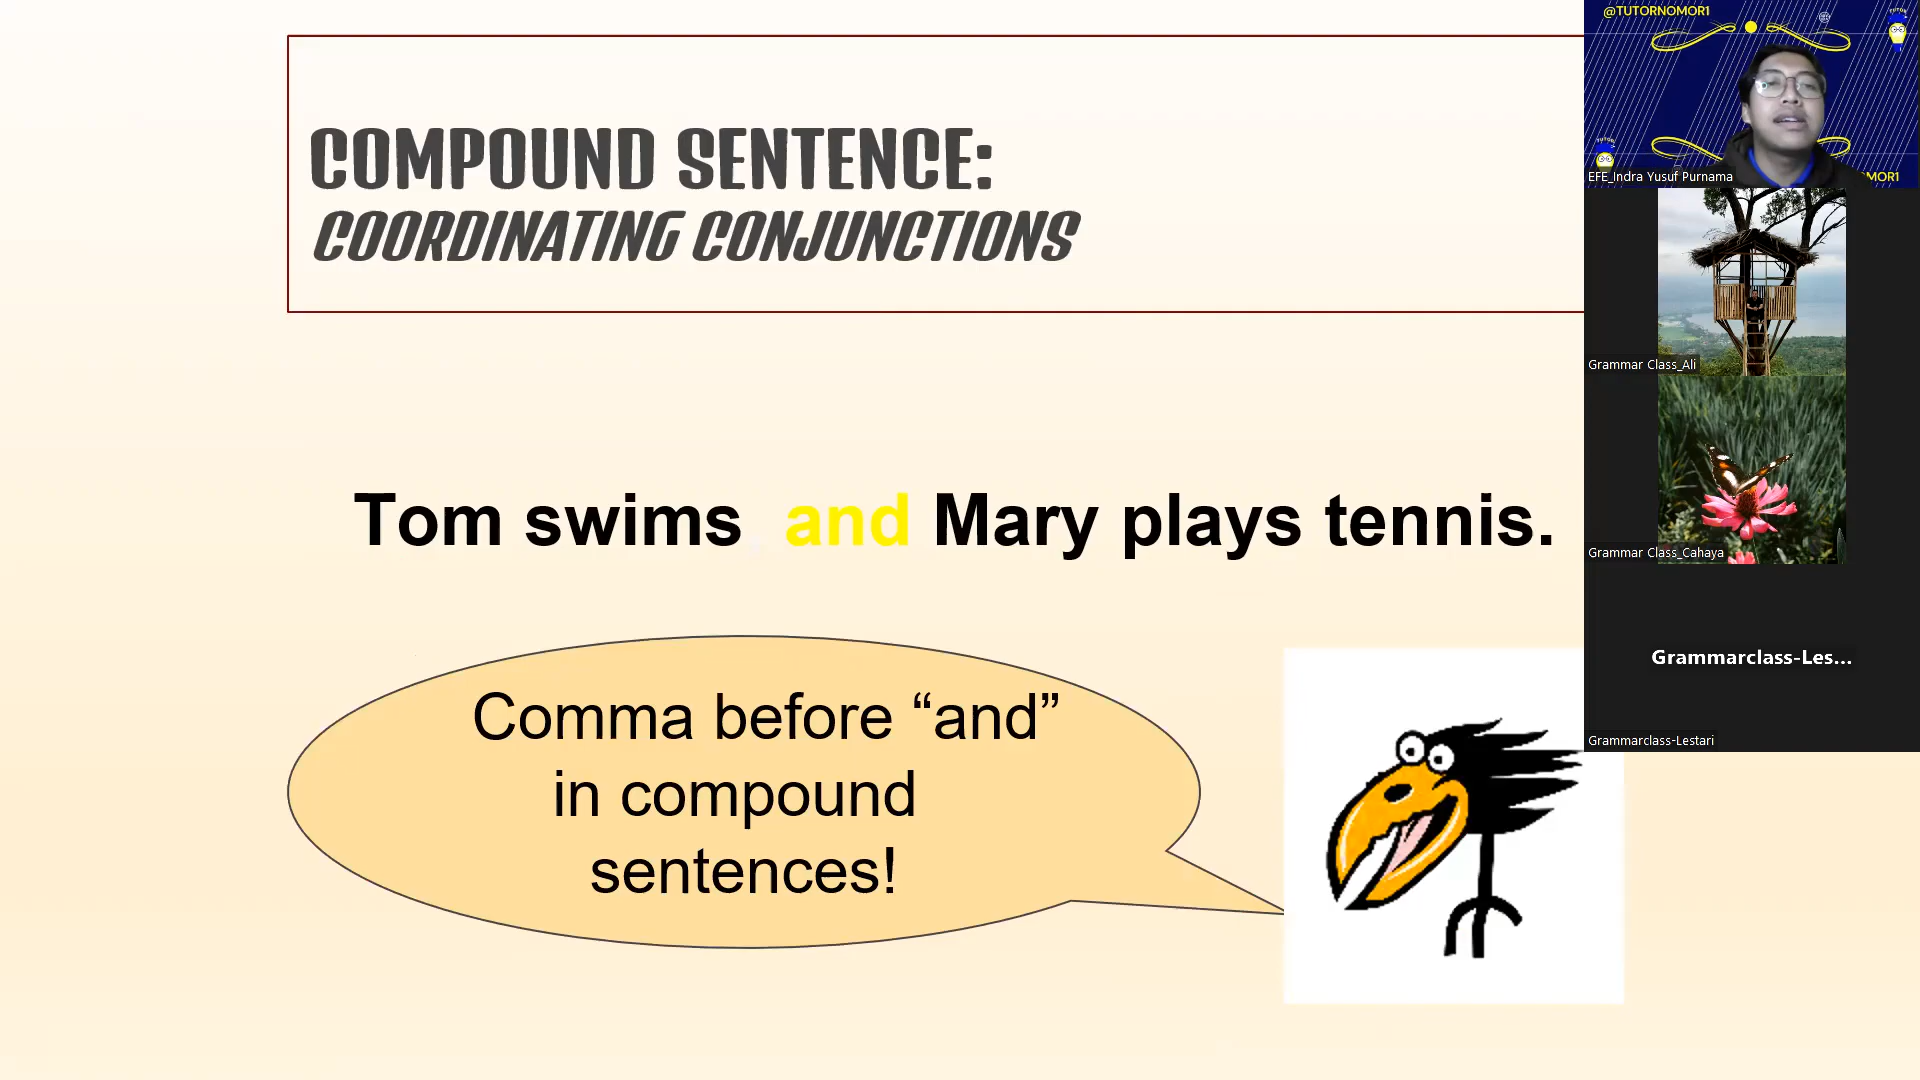 COMPOUND SENTENCE:
COORDINATING CONJUNCTIONS
Tom swims, and Mary plays tennis.
Comma before “and”
in compound
sentences!
@TUTORNOMOR1
EFE_Indra Yusuf Purnama
MOR1
Grammar Class_Ali
Grammar Class_Cahaya
Grammarclass-Les...
Grammarclass-Lestari